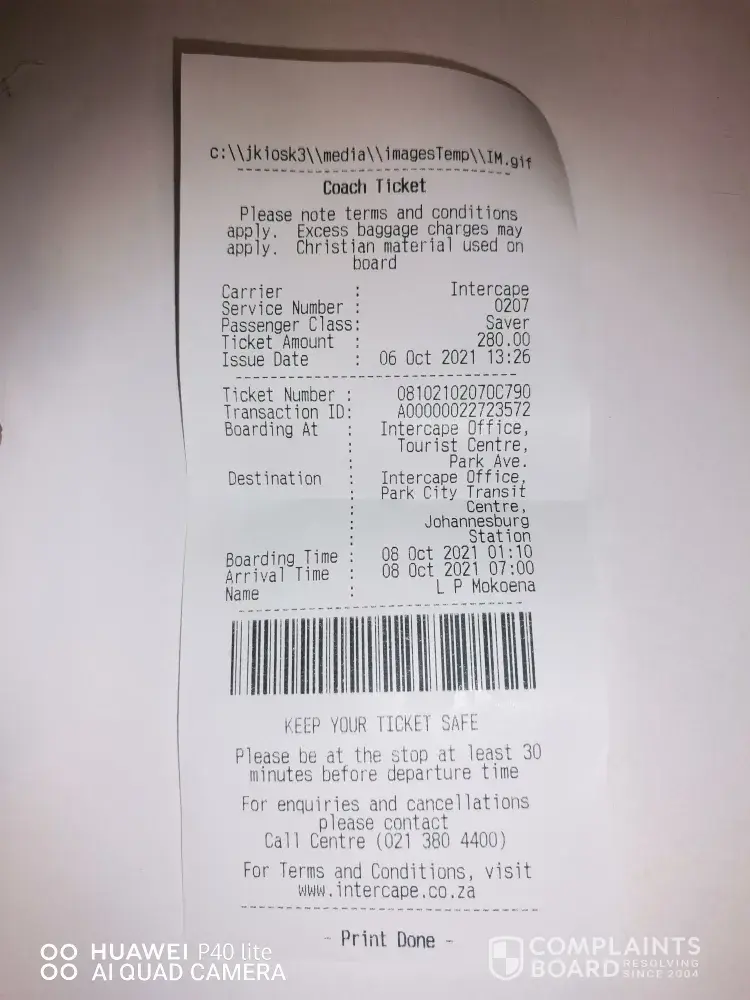 c:\\jkiosk3\\media\\imagesTemp\\IM.gif
Coach Ticket
Please note terms and conditions
apply. Excess baggage charges may
apply. Christian material used on
board
Carrier : Intercape
Service Number : 0207
Passenger Class: Saver
Ticket Amount : 280.00
Issue Date : 06 Oct 2021 13:26
Ticket Number : 08102102070C790
Transaction ID: A00000022723572
Boarding At : Intercape Office,
: Tourist Centre,
: Park Ave.
Destination : Intercape Office,
: Park City Transit
: Centre,
: Johannesburg
: Station
Boarding Time : 08 Oct 2021 01:10
Arrival Time : 08 Oct 2021 07:00
Name : L P Mokoena
KEEP YOUR TICKET SAFE
Please be at the stop at least 30
minutes before departure time
For enquiries and cancellations
please contact
Call Centre (021 380 4400)
For Terms and Conditions, visit
www.intercape.co.za
- Print Done -
HUAWEI P40 lite
AI QUAD CAMERA
COMPLAINTS
BOARD RESOLVING
SINCE 2004